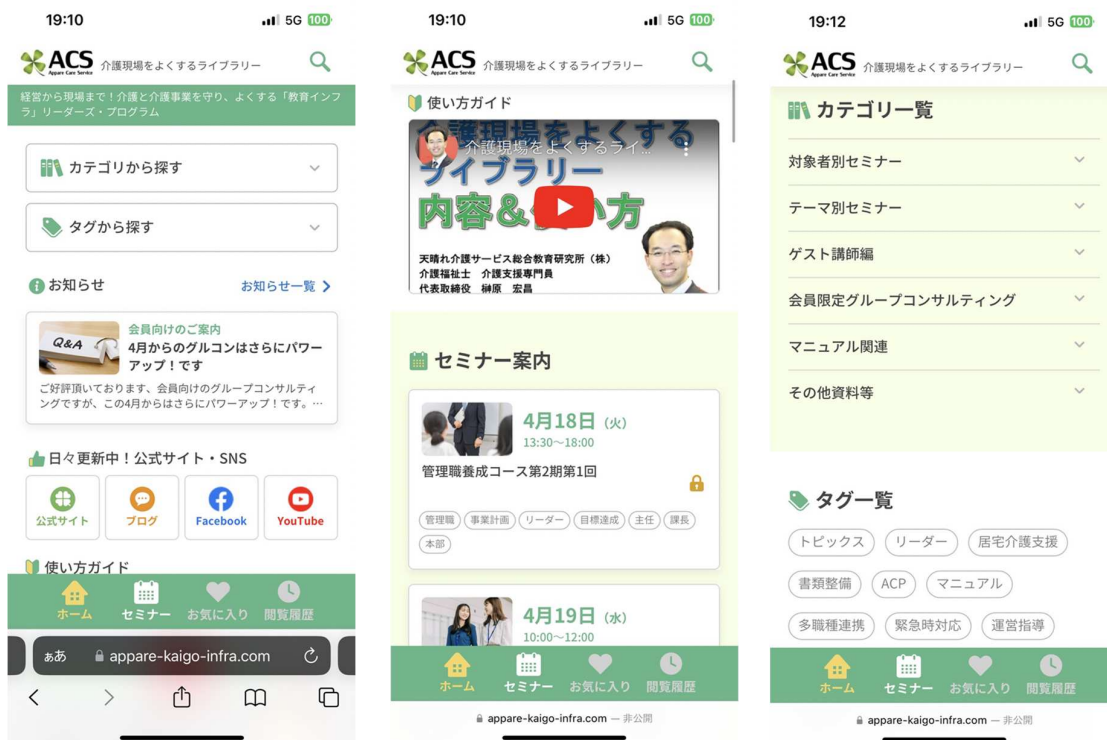 19:10
5G 100
ACS 介護現場をよくするライブラリー
Appare Care Service
経営から現場まで！介護と介護事業を守り、よくする「教育インフ
ラ」リーダーズ・プログラム
カテゴリから探す
タグから探す
お知らせ
お知らせ一覧
Q&A
会員向けのご案内
4月からのグルコンはさらにパワー
アップ！です
ご好評頂いております、会員向けのグループコンサルティ
ングですが、この4月からはさらにパワーアップ！です。…
日々更新中！公式サイト・SNS
公式サイト
ブログ
Facebook
YouTube
使い方ガイド
ホーム
セミナー
お気に入り
閲覧履歴
ぁあ
appare-kaigo-infra.com
19:10
5G 100
ACS 介護現場をよくするライブラリー
Appare Care Service
使い方ガイド
介護現場をよくするライ...
介護現場をよくする
ライブラリー
内容&使い方
天晴れ介護サービス総合教育研究所（株）
介護福祉士 介護支援専門員
代表取締役 榊原 宏昌
セミナー案内
4月18日（火）
13:30～18:00
管理職養成コース第2期第1回
管理職
事業計画
リーダー
目標達成
主任
課長
本部
4月19日（水）
10:00～12:00
ホーム
セミナー
お気に入り
閲覧履歴
appare-kaigo-infra.com — 非公開
19:12
5G 100
ACS 介護現場をよくするライブラリー
Appare Care Service
カテゴリ一覧
対象者別セミナー
テーマ別セミナー
ゲスト講師編
会員限定グループコンサルティング
マニュアル関連
その他資料等
タグ一覧
トピックス
リーダー
居宅介護支援
書類整備
ACP
マニュアル
多職種連携
緊急時対応
運営指導
ホーム
セミナー
お気に入り
閲覧履歴
appare-kaigo-infra.com — 非公開